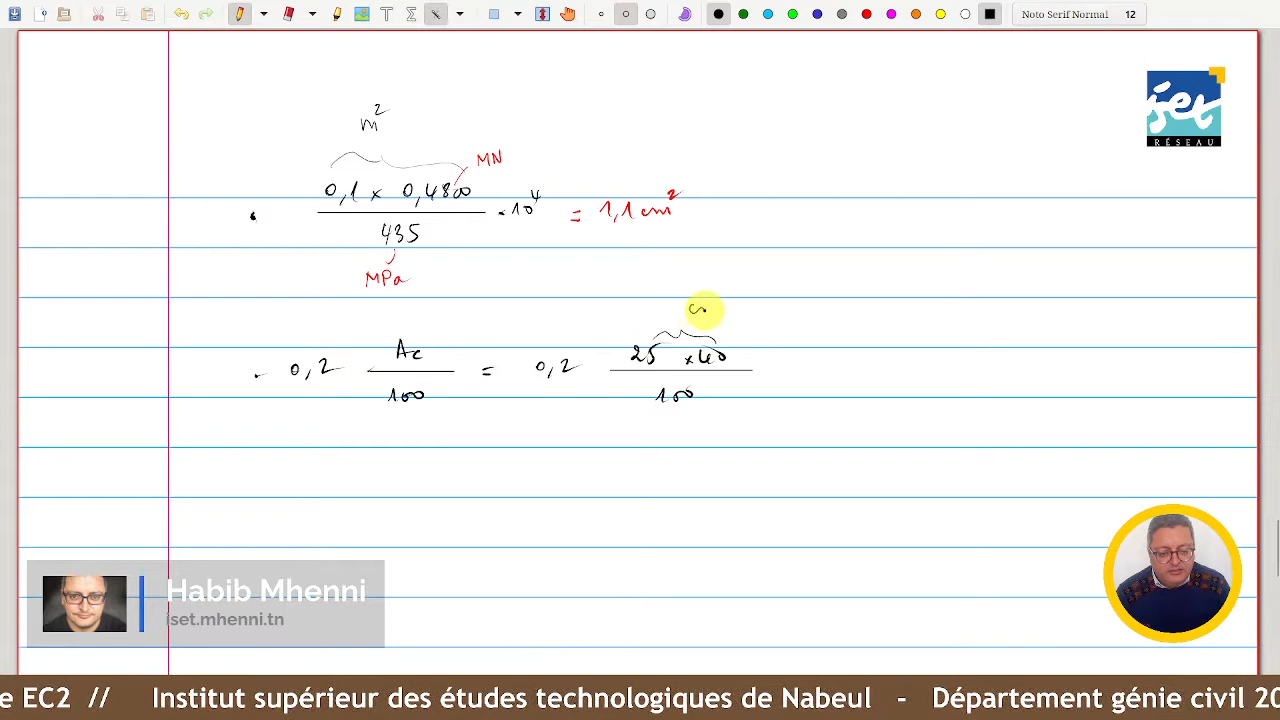 Noto Serif Normal 12
iset
RÉSEAU
m²
MN
0,1 × 0,4800 / 435 · 10⁴ = 1,1 cm²
MPa
0,2 Ac / 100 = 0,2 25 × 40 / 100
Habib Mhenni
iset.mhenni.tn
e EC2 // Institut supérieur des études technologiques de Nabeul - Département génie civil 20